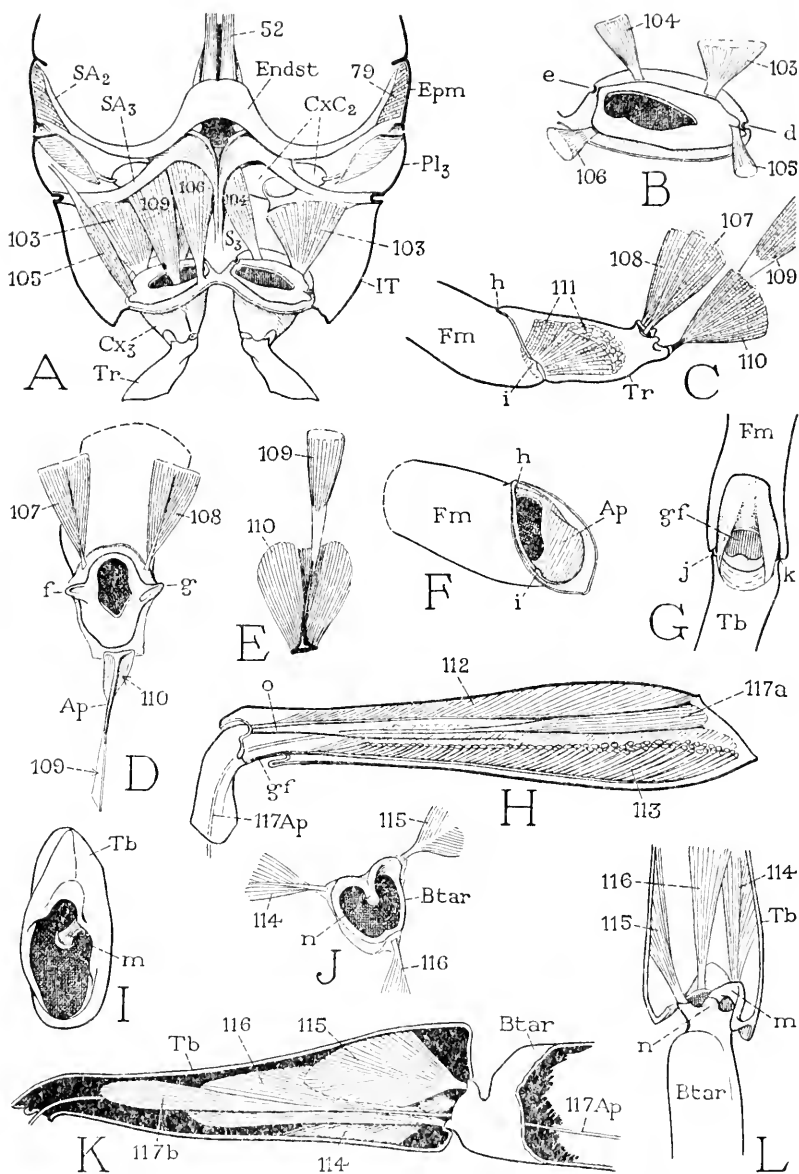 52
SA2
79
Endst
Epm
SA3
CxC2
Pl3
106
109
104
103
S3
103
105
IT
Cx3
A
Tr
104
103
e
d
105
106
B
107
108
109
h
111
Fm
110
i
Tr
C
107
108
f
g
Ap
110
109
D
109
110
E
h
Fm
Ap
i
F
Fm
gf
j
k
Tb
G
112
117a
o
gf
113
117Ap
H
Tb
m
I
115
114
Btar
n
J
116
116
114
115
Tb
m
n
Btar
L
Tb
116
115
Btar
117Ap
117b
114
K